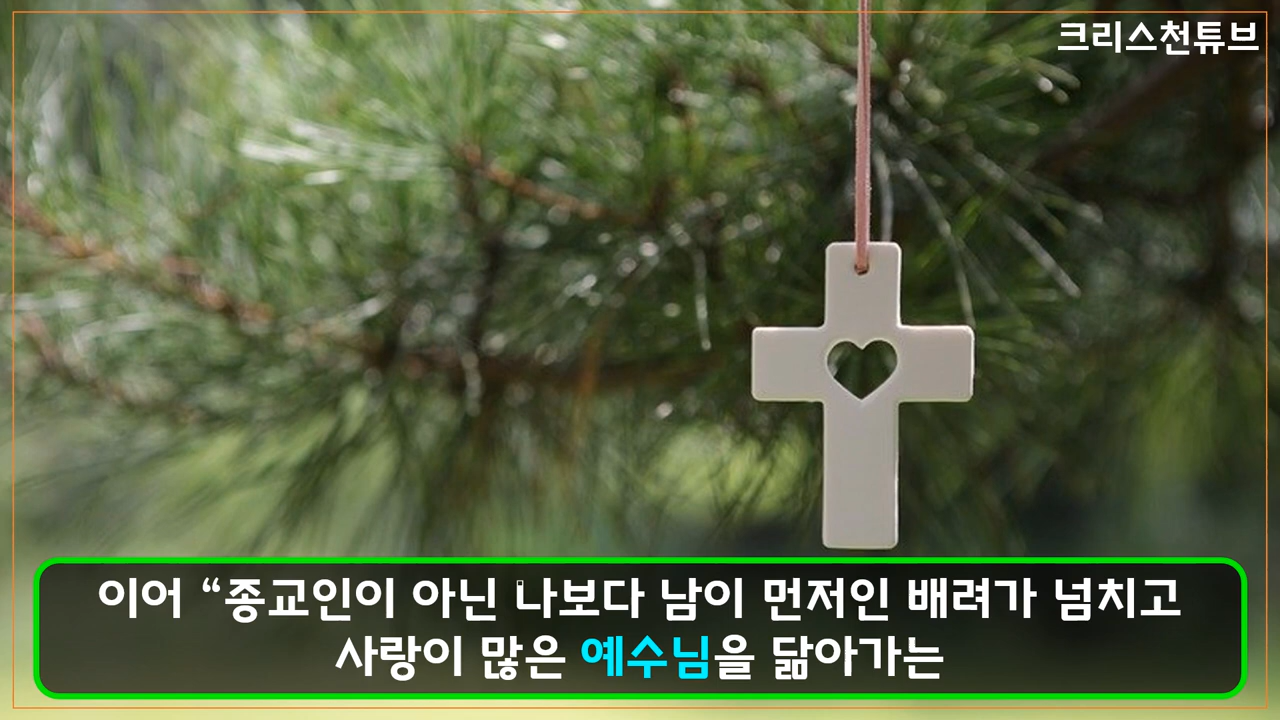 크리스천튜브
이어 “종교인이 아닌 나보다 남이 먼저인 배려가 넘치고
사랑이 많은 예수님을 닮아가는